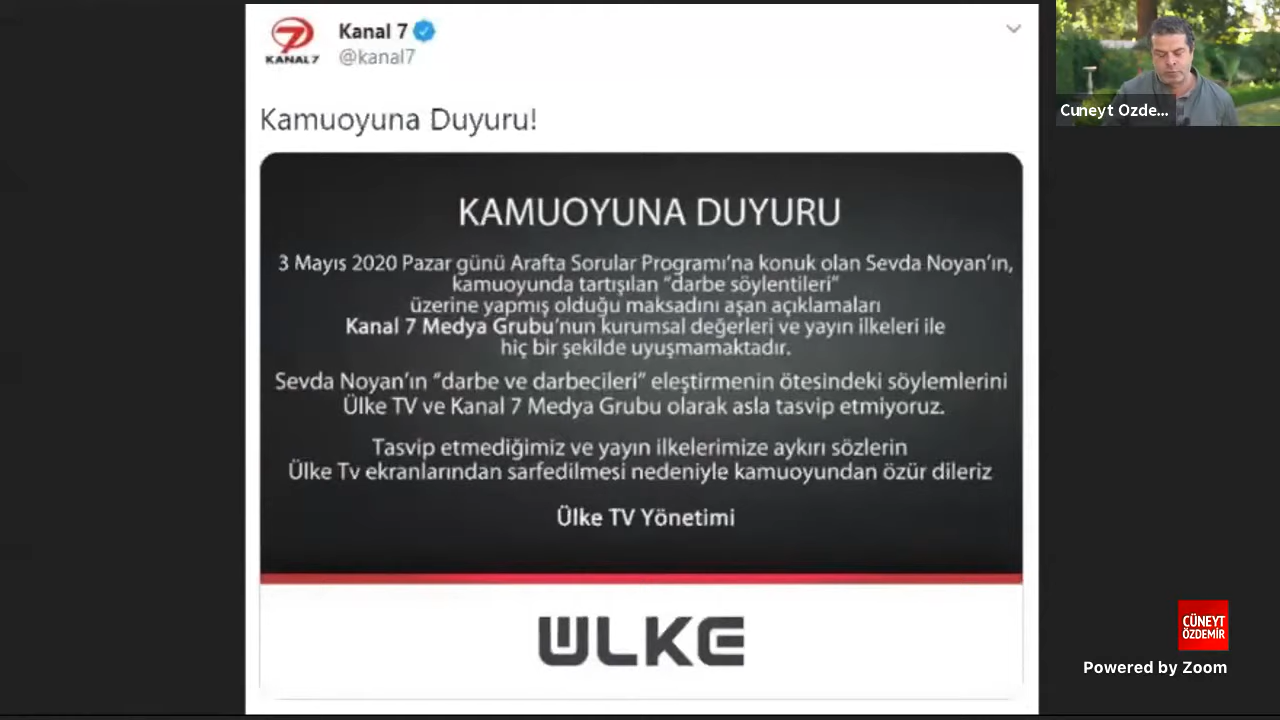 Kanal 7
@kanal7
KANAL7
Kamuoyuna Duyuru!
KAMUOYUNA DUYURU
3 Mayıs 2020 Pazar günü Arafta Sorular Programı'na konuk olan Sevda Noyan'ın,
kamuoyunda tartışılan "darbe söylentileri"
üzerine yapmış olduğu maksadını aşan açıklamaları
Kanal 7 Medya Grubu'nun kurumsal değerleri ve yayın ilkeleri ile
hiç bir şekilde uyuşmamaktadır.
Sevda Noyan'ın "darbe ve darbecileri" eleştirmenin ötesindeki söylemlerini
Ülke TV ve Kanal 7 Medya Grubu olarak asla tasvip etmiyoruz.
Tasvip etmediğimiz ve yayın ilkelerimize aykırı sözlerin
Ülke Tv ekranlarından sarfedilmesi nedeniyle kamuoyundan özür dileriz
Ülke TV Yönetimi
ÜLKE
Cuneyt Ozde...
CÜNEYT
ÖZDEMİR
Powered by Zoom